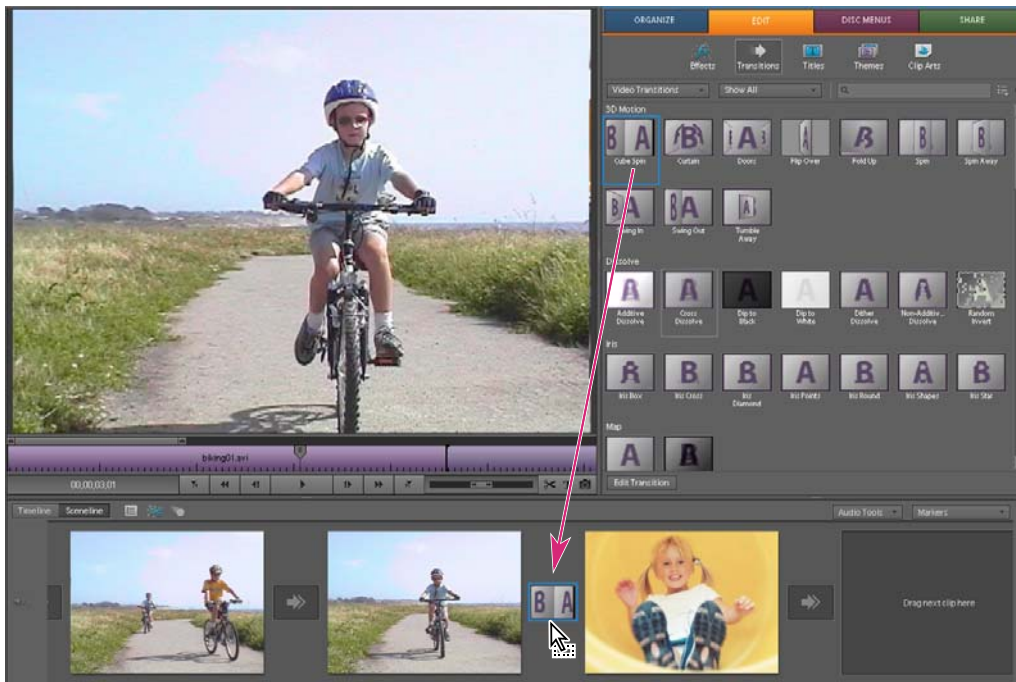 ORGANIZE EDIT DISC MENUS SHARE
Effects Transitions Titles Themes Clip Arts
Video Transitions Show All
3D Motion
B A B A A B B B
Cube Spin Curtain Doors Flip Over Fold Up Spin Spin Away
B A B A A
Swing In Swing Out Tumble Away
Dissolve
A A A A A A A
Additive Dissolve Cross Dissolve Dip to Black Dip to White Dither Dissolve Non-Additive... Dissolve Random Invert
Iris
A B B A B A B
Iris Box Iris Cross Iris Diamond Iris Points Iris Round Iris Shapes Iris Star
Map
A B
biking01.avi
00;00;03;01
Edit Transition
Timeline Sceneline Audio Tools Markers
B A
Drag next clip here